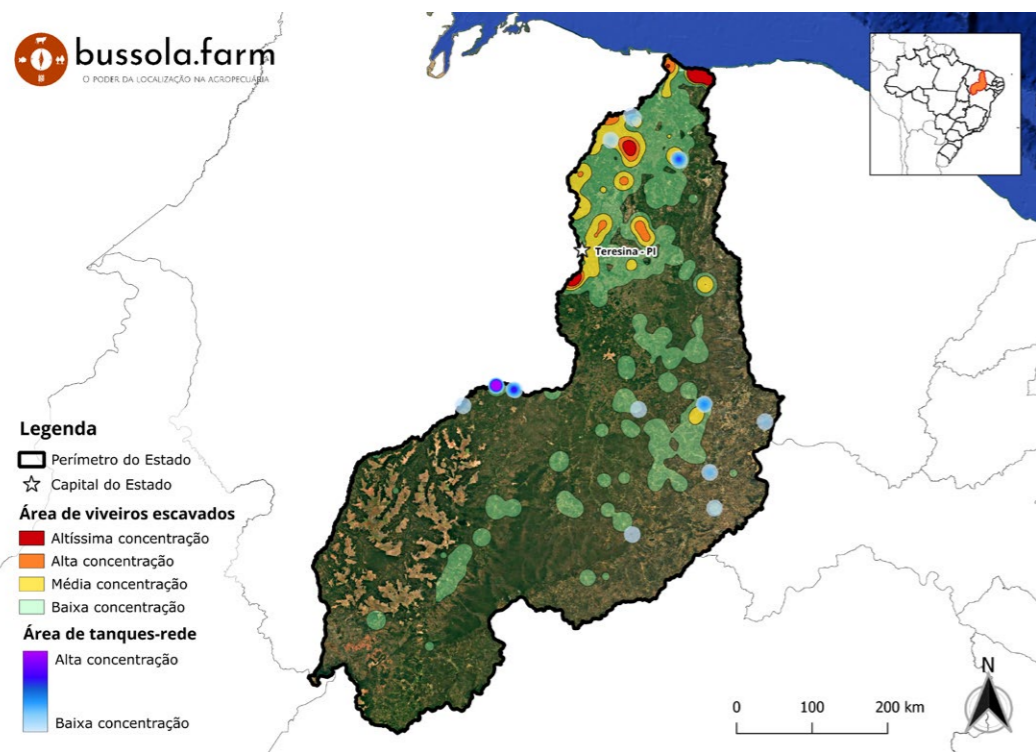 bussola.farm
O PODER DA LOCALIZAÇÃO NA AGROPECUÁRIA
Teresina - PI
Legenda
Perímetro do Estado
Capital do Estado
Área de viveiros escavados
Altíssima concentração
Alta concentração
Média concentração
Baixa concentração
Área de tanques-rede
Alta concentração
Baixa concentração
0 100 200 km
N